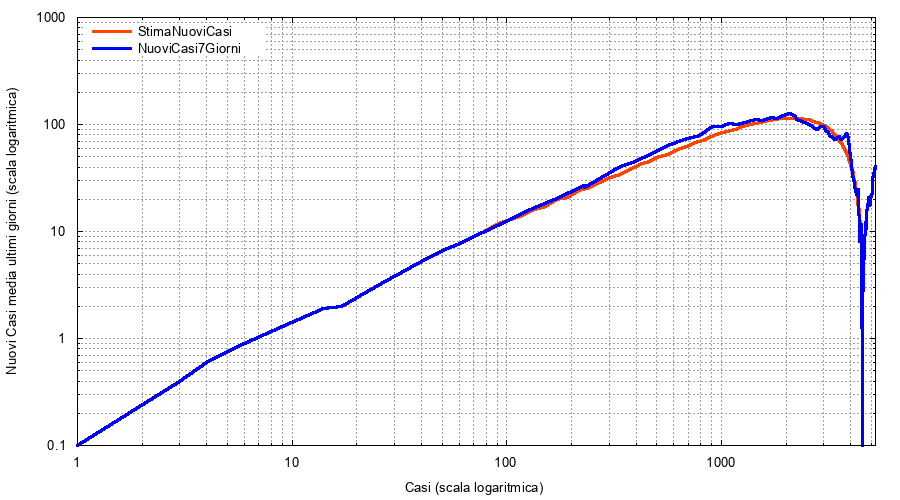 1000
StimaNuoviCasi
NuoviCasi7Giorni
100
10
1
0.1
Nuovi Casi media ultimi giorni (scala logaritmica)
1 10 100 1000
Casi (scala logaritmica)